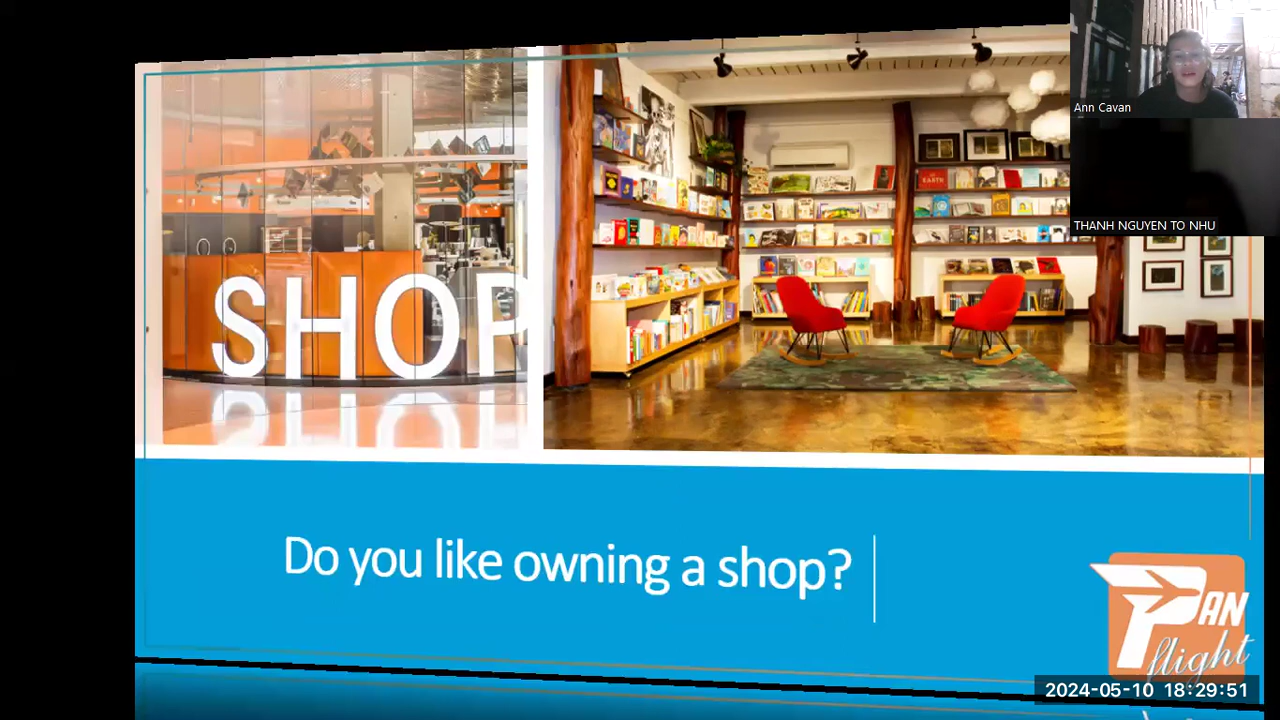 Ann Cavan
THANH NGUYEN TO NHU
SHOP
EARTH
Do you like owning a shop?
PAN
flight
2024-05-10 18:29:51